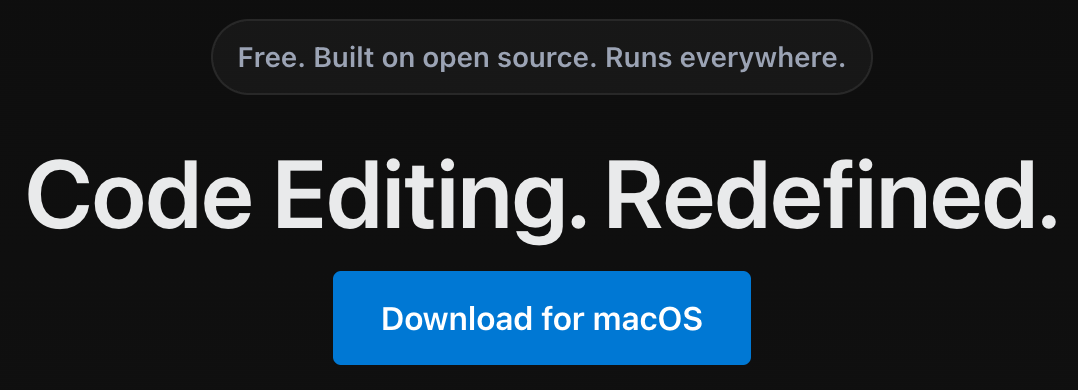 Free. Built on open source. Runs everywhere.
Code Editing. Redefined.
Download for macOS